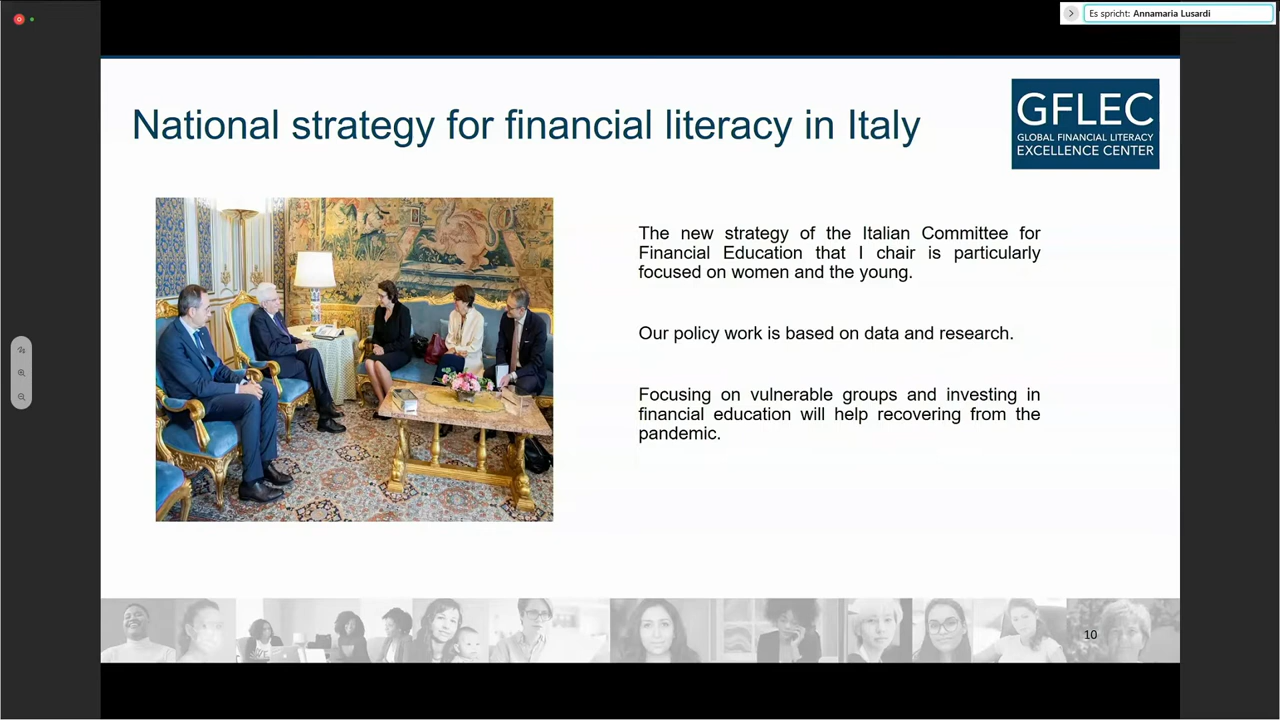 Es spricht: Annamaria Lusardi
National strategy for financial literacy in Italy
GFLEC
GLOBAL FINANCIAL LITERACY
EXCELLENCE CENTER
The new strategy of the Italian Committee for
Financial Education that I chair is particularly
focused on women and the young.
Our policy work is based on data and research.
Focusing on vulnerable groups and investing in
financial education will help recovering from the
pandemic.
10